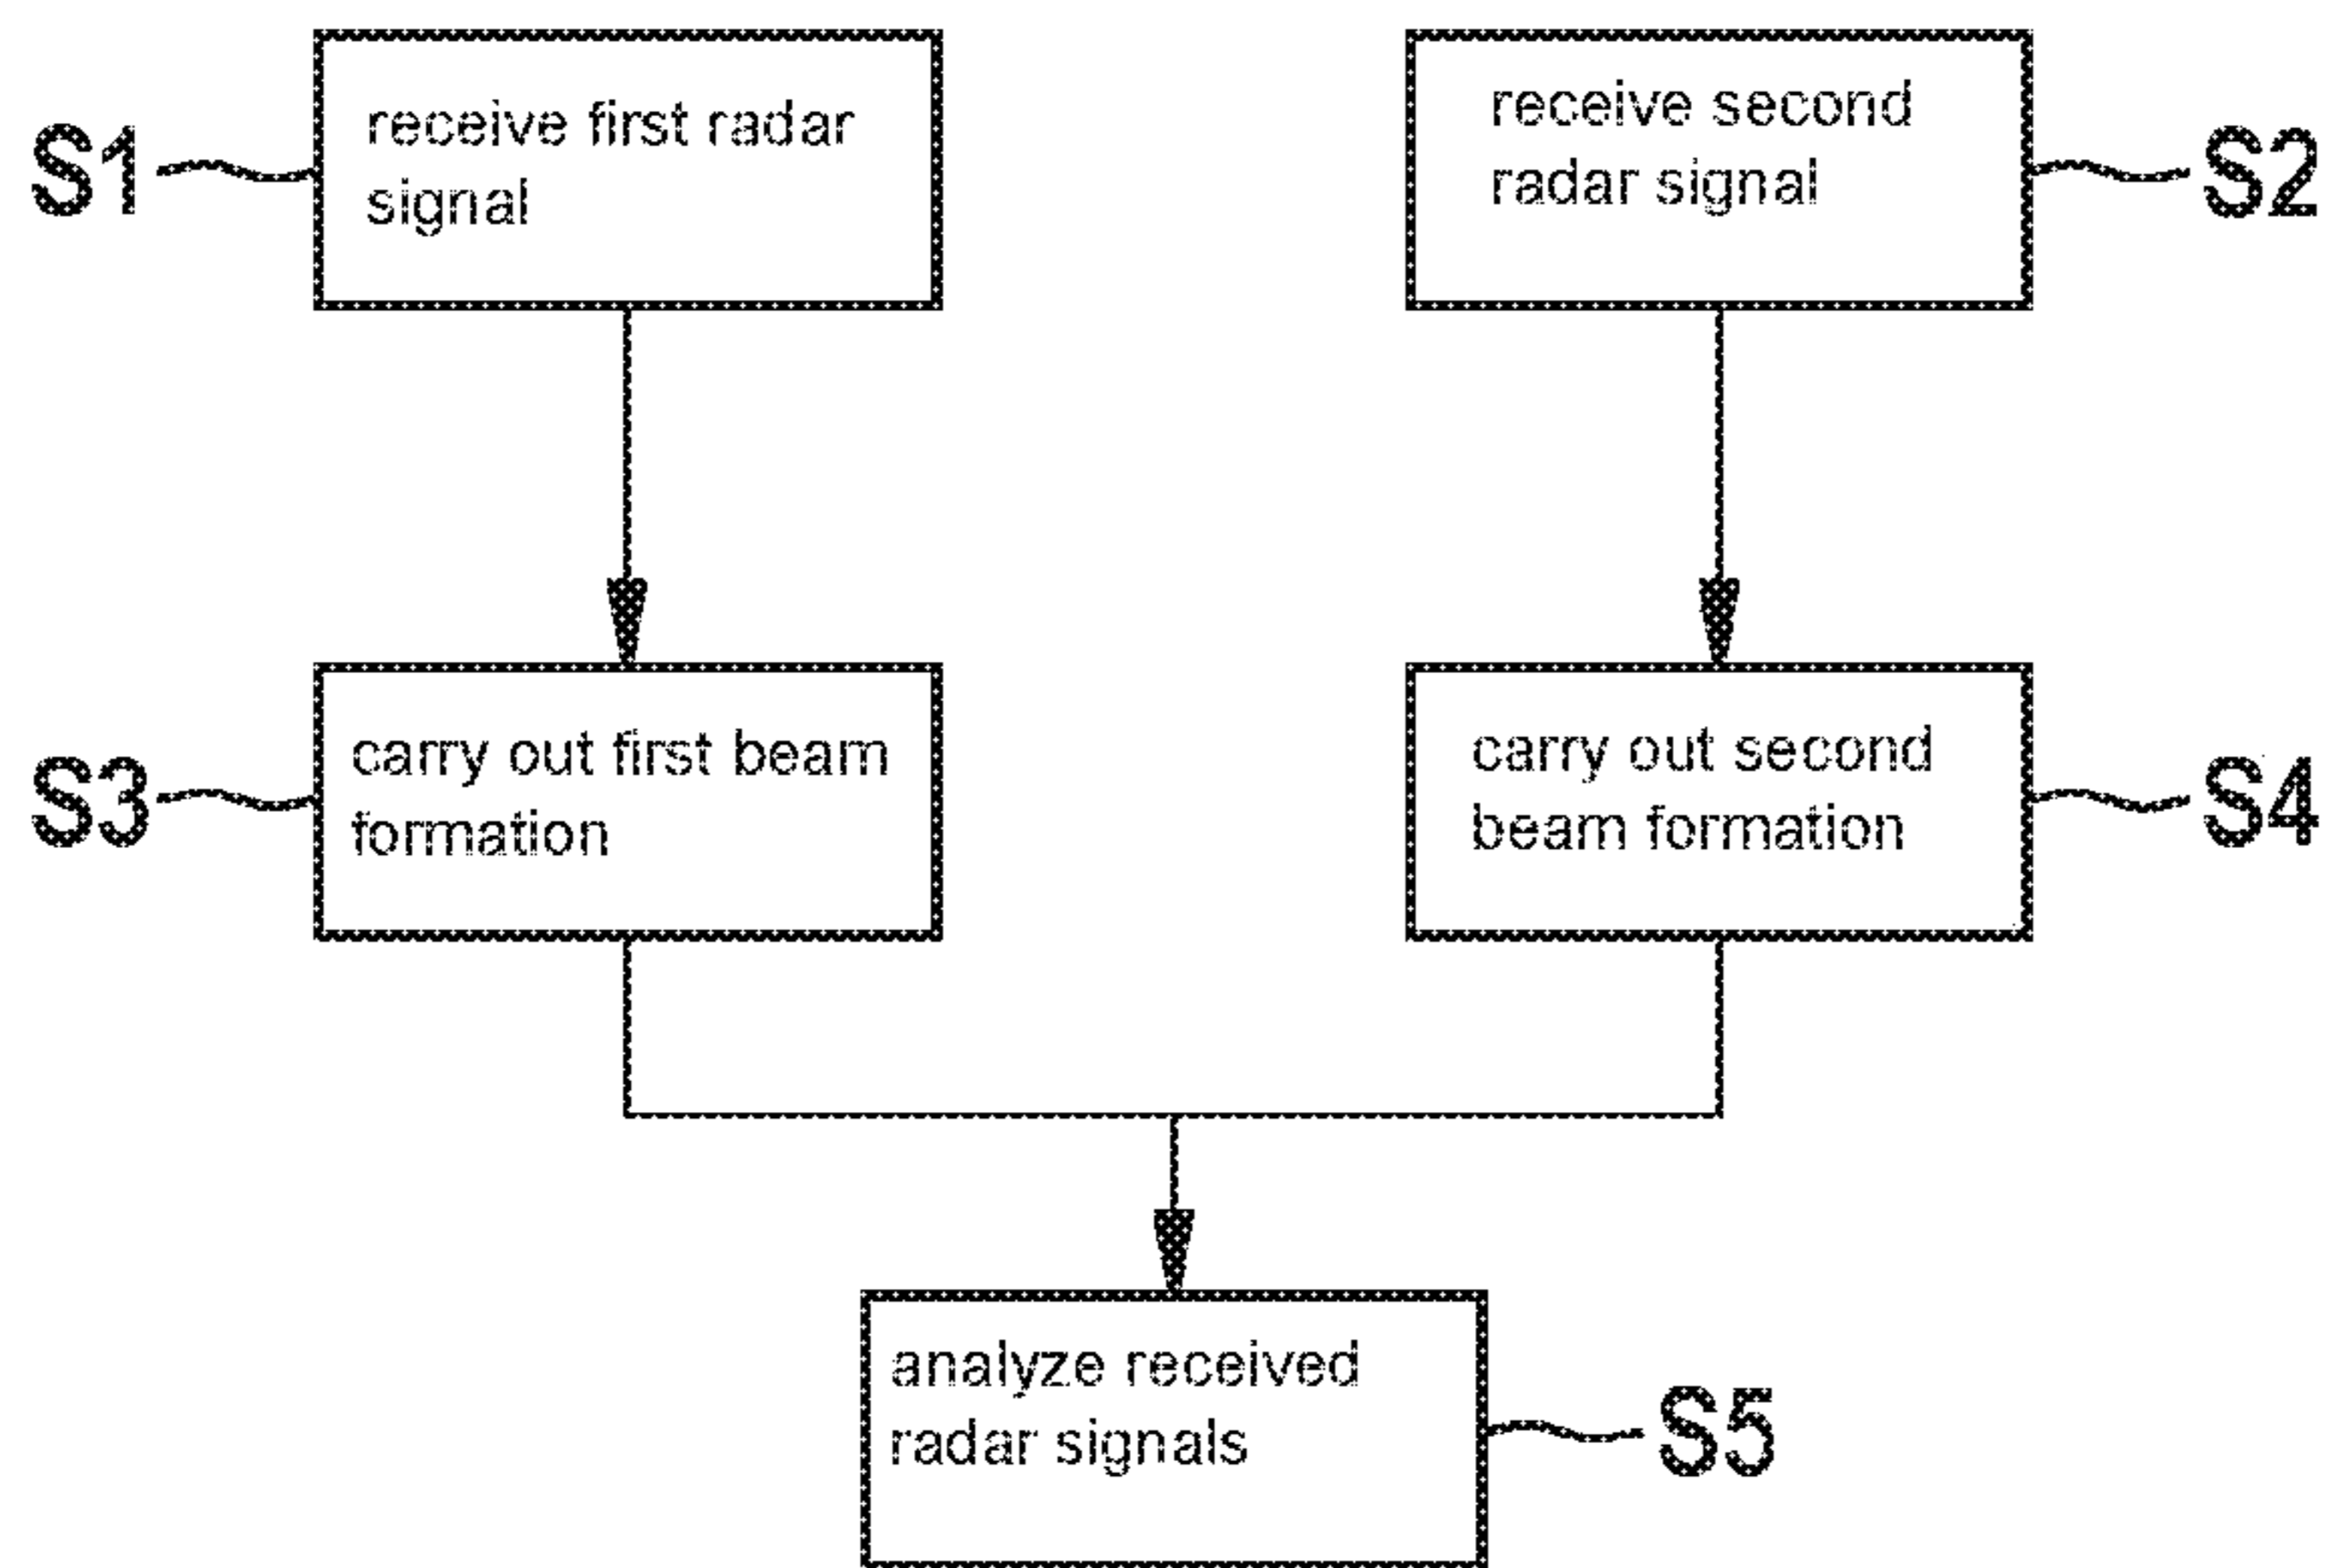 S1
receive first radar
signal
receive second
radar signal
S2
S3
carry out first beam
formation
carry out second
beam formation
S4
analyze received
radar signals
S5